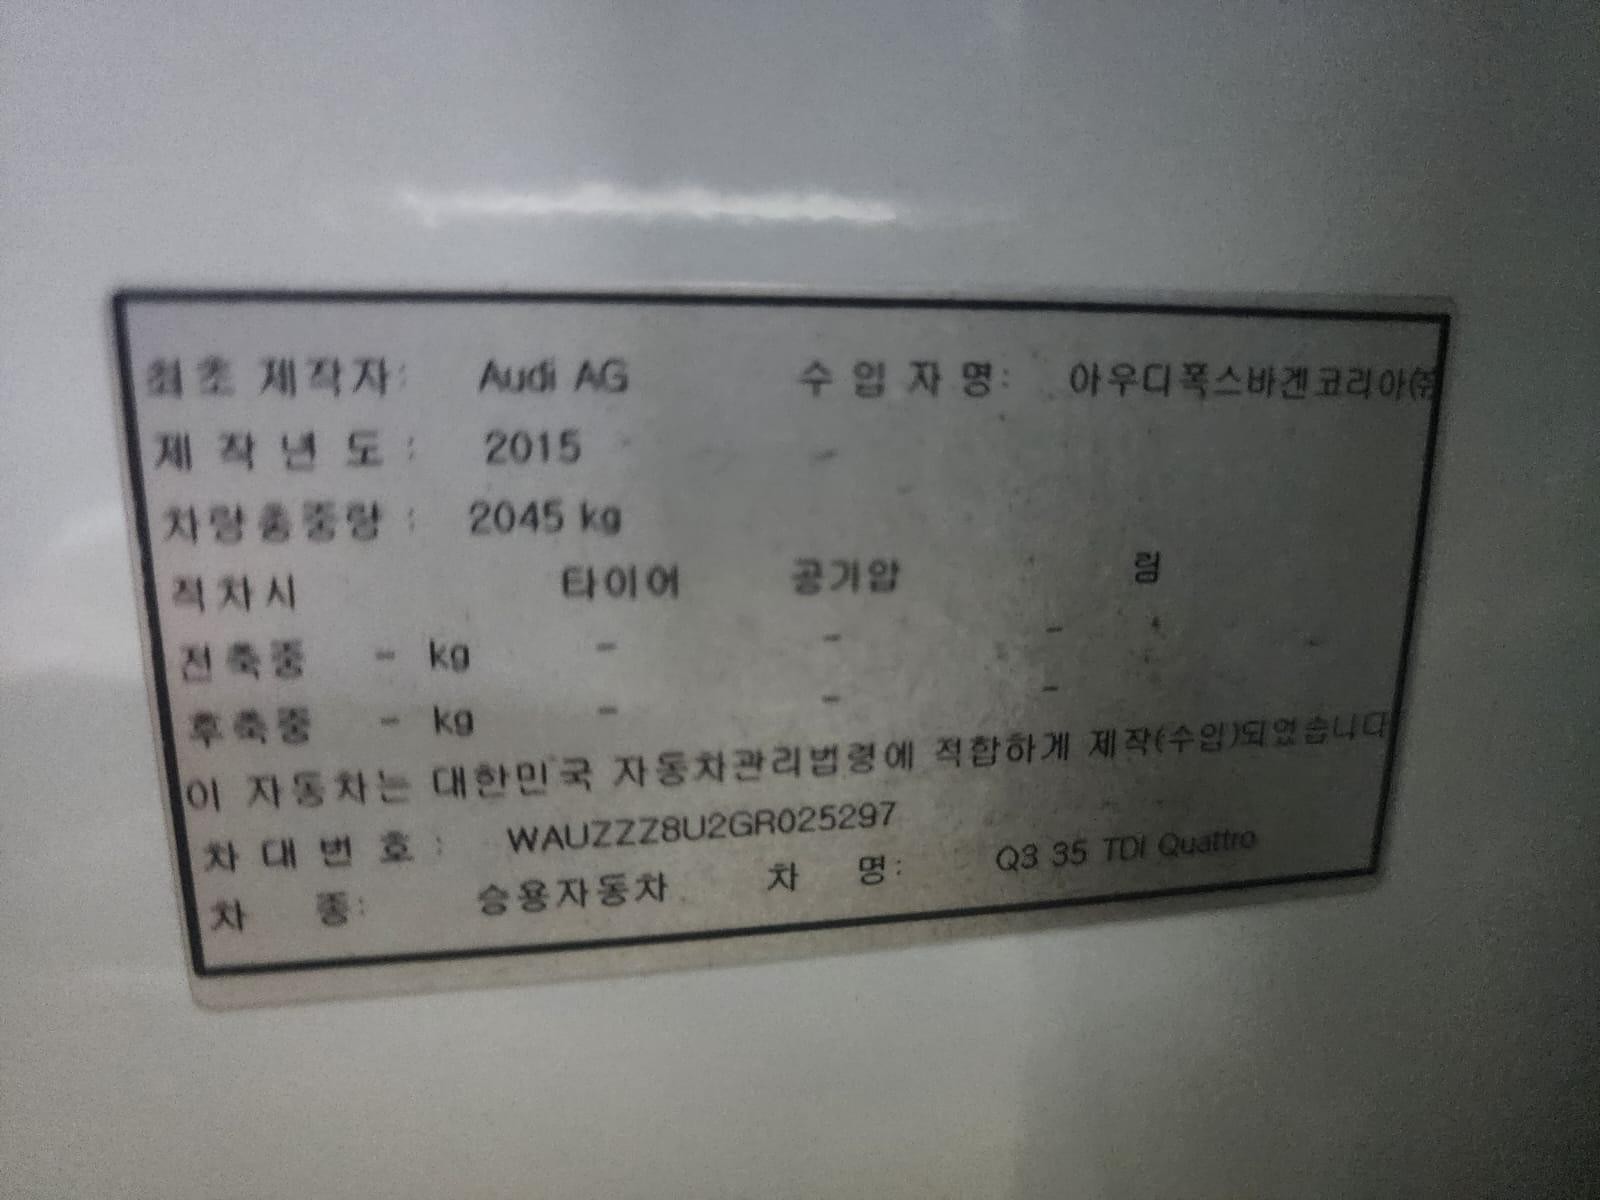 최초 제작자: Audi AG 수 입 자 명: 아우디폭스바겐코리아㈜
제 작 년 도 : 2015 -
차량총중량 : 2045 kg
적차시 타이어 공기압 림
전축중 - kg - - -
후축중 - kg - - -
이 자동차는 대한민국 자동차관리법령에 적합하게 제작(수입)되었습니다
차 대 번 호 : WAUZZZ8U2GR025297
차 종: 승용자동차 차 명: Q3 35 TDI Quattro